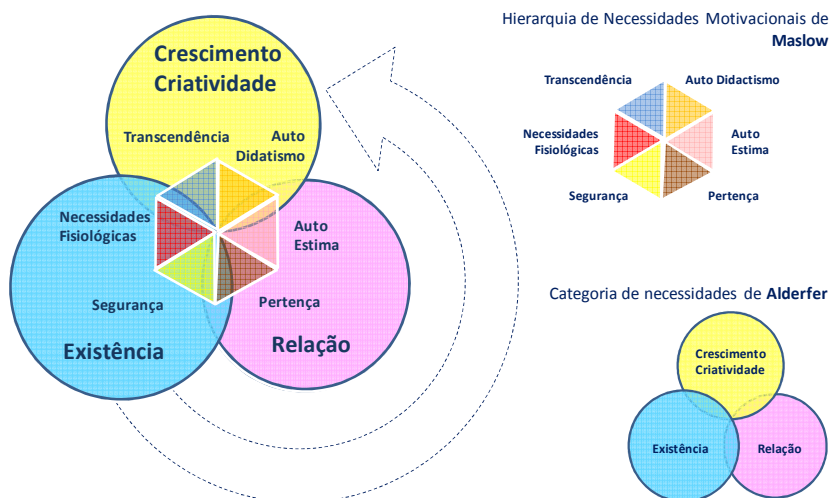 Crescimento
Criatividade
Transcendência
Auto
Didatismo
Necessidades
Fisiológicas
Auto
Estima
Segurança
Pertença
Existência
Relação
Hierarquia de Necessidades Motivacionais de
Maslow
Transcendência
Auto Didactismo
Necessidades
Fisiológicas
Auto
Estima
Segurança
Pertença
Categoria de necessidades de Alderfer
Crescimento
Criatividade
Existência
Relação